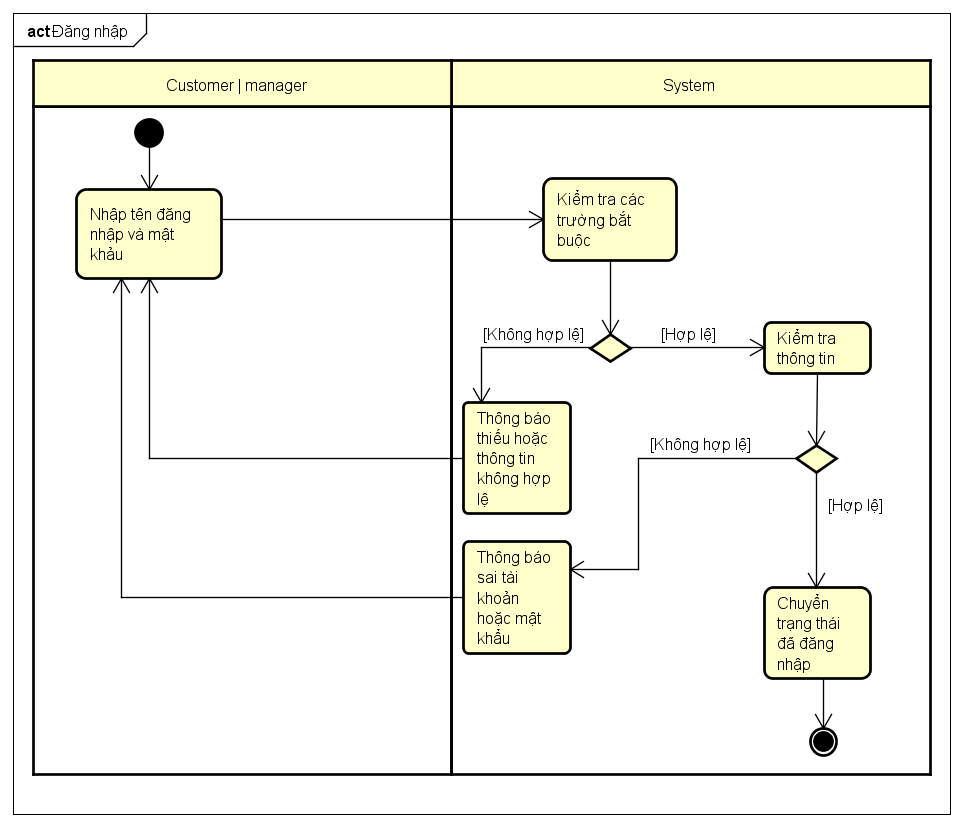 act Đăng nhập
Customer | manager
System
Nhập tên đăng
nhập và mật
khảu
Kiểm tra các
trường bắt
buộc
[Không hợp lệ]
[Hợp lệ]
Kiểm tra
thông tin
Thông báo
thiếu hoặc
thông tin
không hợp
lệ
[Không hợp lệ]
[Hợp lệ]
Thông báo
sai tài
khoản
hoặc mật
khẩu
Chuyển
trạng thái
đã đăng
nhập